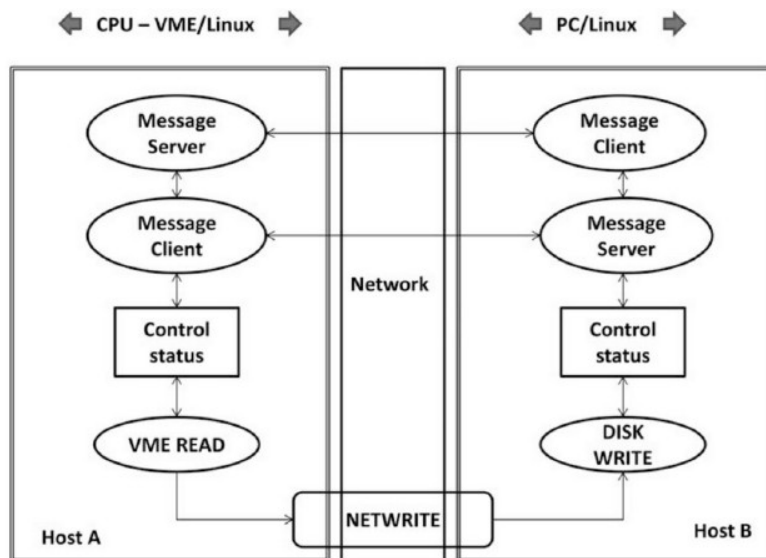 CPU – VME/Linux
PC/Linux
Message
Server
Message
Client
Message
Client
Message
Server
Network
Control
status
Control
status
VME READ
DISK
WRITE
NETWRITE
Host A
Host B